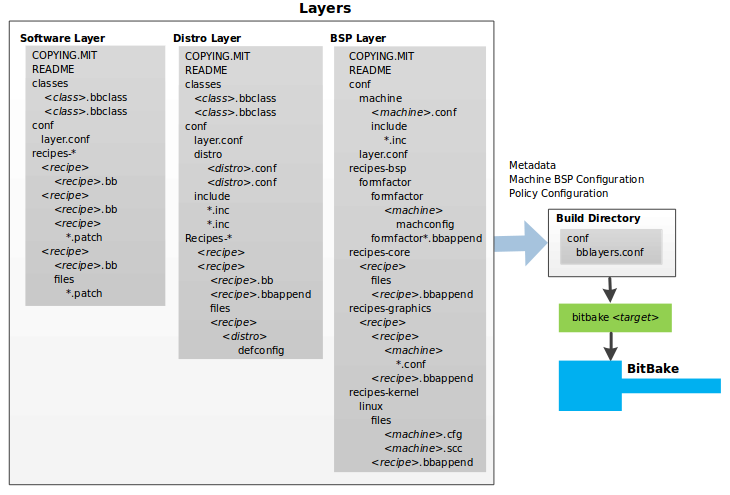 Layers
Software Layer
COPYING.MIT
README
classes
<class>.bbclass
<class>.bbclass
conf
layer.conf
recipes-*
<recipe>
<recipe>.bb
<recipe>
<recipe>.bb
<recipe>
*.patch
<recipe>
<recipe>.bb
files
*.patch
Distro Layer
COPYING.MIT
README
classes
<class>.bbclass
<class>.bbclass
conf
layer.conf
distro
<distro>.conf
<distro>.conf
include
*.inc
*.inc
Recipes-*
<recipe>
<recipe>
<recipe>.bb
<recipe>.bbappend
files
<recipe>
<distro>
defconfig
BSP Layer
COPYING.MIT
README
conf
machine
<machine>.conf
include
*.inc
layer.conf
recipes-bsp
formfactor
formfactor
<machine>
machconfig
formfactor*.bbappend
recipes-core
<recipe>
files
<recipe>.bbappend
recipes-graphics
<recipe>
<recipe>
<machine>
*.conf
<recipe>.bbappend
recipes-kernel
linux
files
<machine>.cfg
<machine>.scc
<recipe>.bbappend
Metadata
Machine BSP Configuration
Policy Configuration
Build Directory
conf
bblayers.conf
bitbake <target>
BitBake